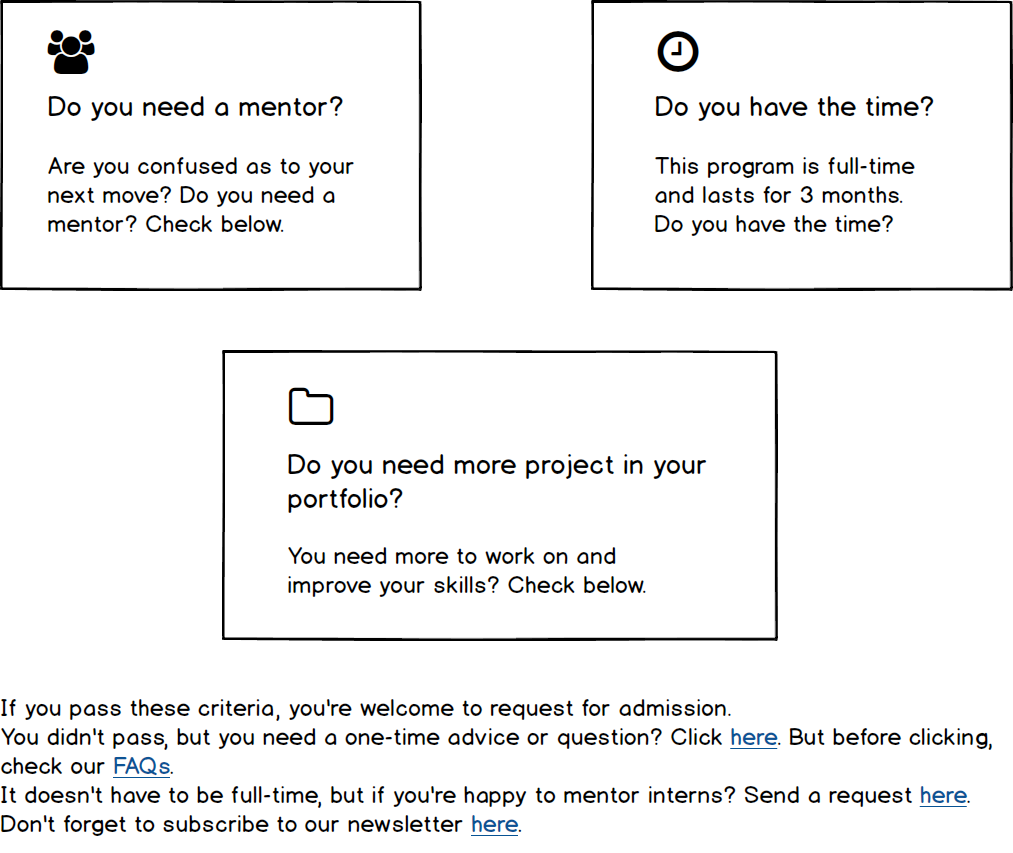 Do you need a mentor?
Are you confused as to your
next move? Do you need a
mentor? Check below.
Do you have the time?
This program is full-time
and lasts for 3 months.
Do you have the time?
Do you need more project in your
portfolio?
You need more to work on and
improve your skills? Check below.
If you pass these criteria, you're welcome to request for admission.
You didn't pass, but you need a one-time advice or question? Click here. But before clicking,
check our FAQs.
It doesn't have to be full-time, but if you're happy to mentor interns? Send a request here.
Don't forget to subscribe to our newsletter here.